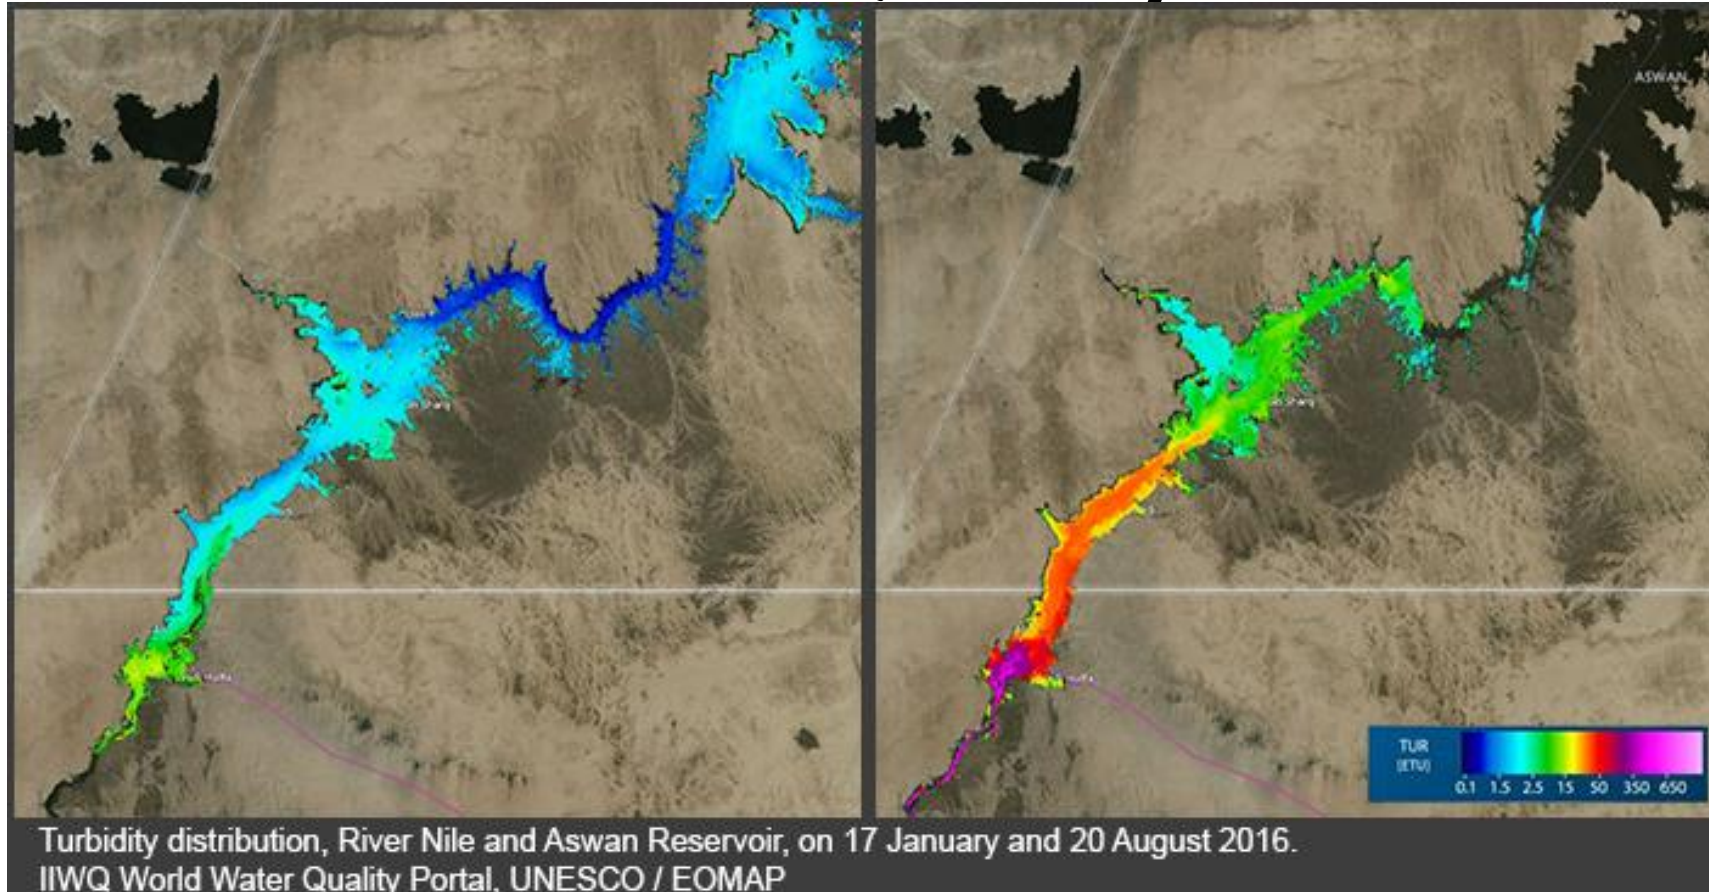 ASWAN
TUR
(ETU)
0.1 1.5 2.5 15 50 350 650
Turbidity distribution, River Nile and Aswan Reservoir, on 17 January and 20 August 2016.
IIWQ World Water Quality Portal, UNESCO / EOMAP